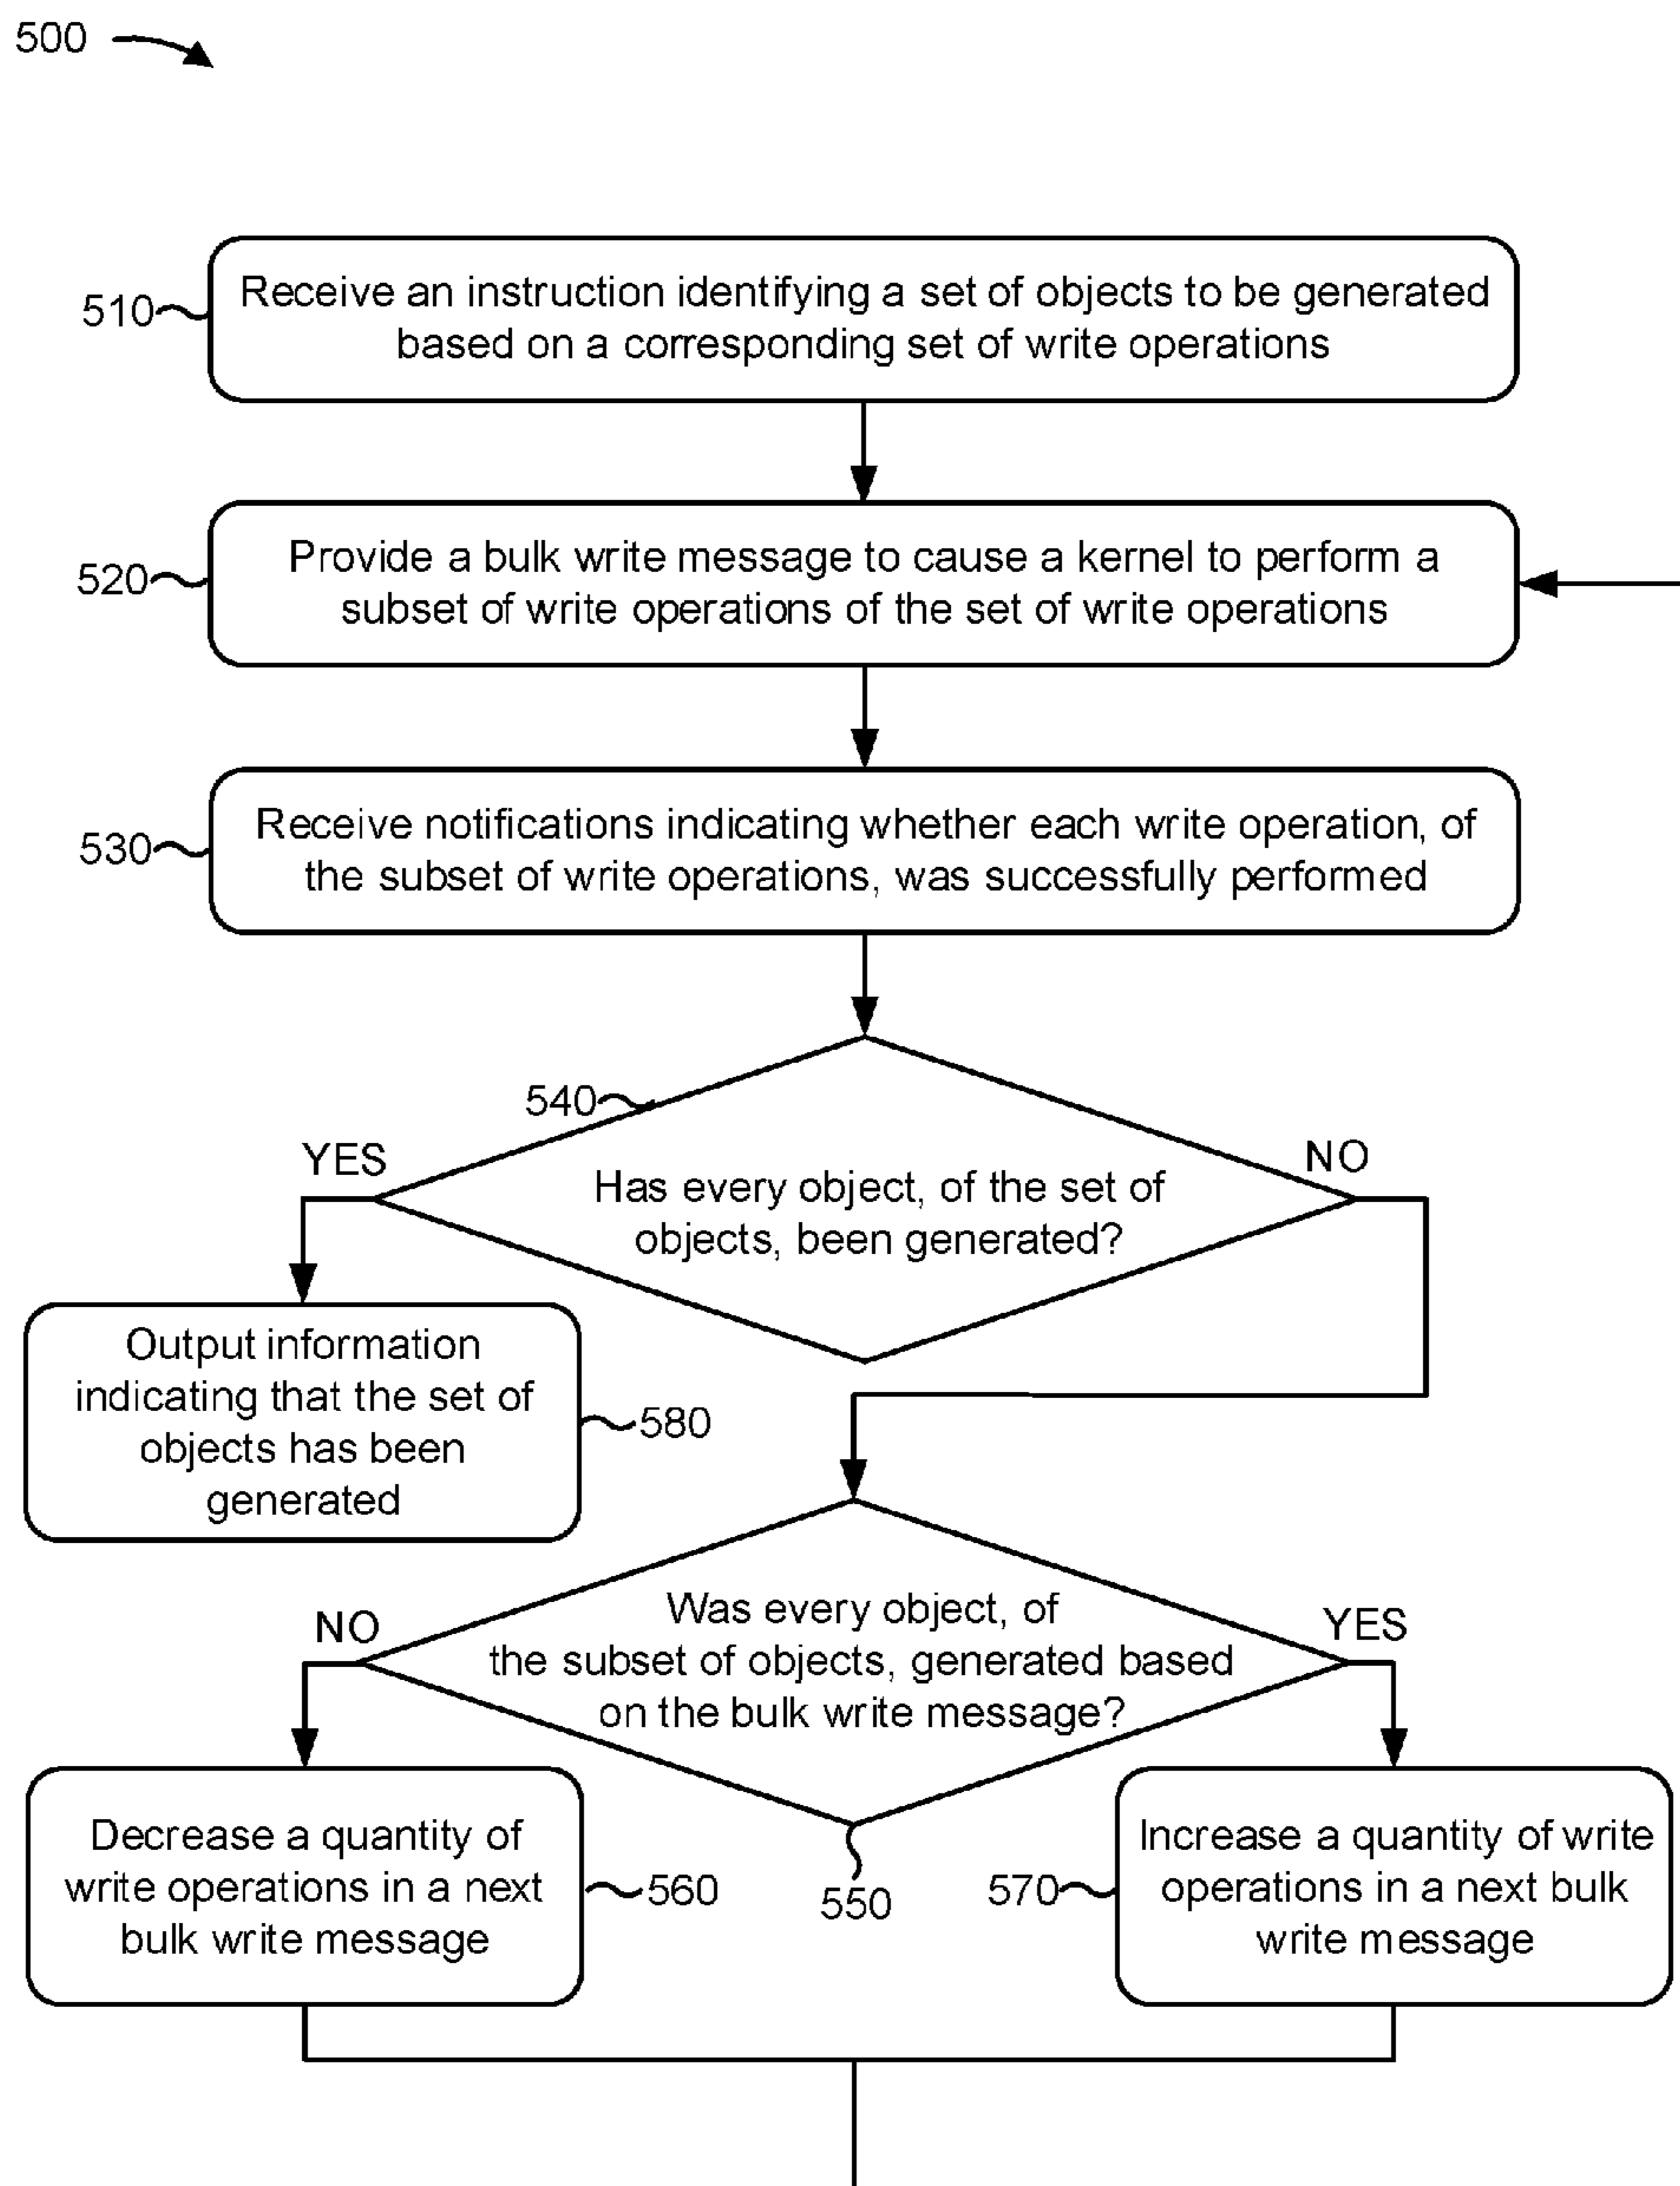 500
510
Receive an instruction identifying a set of objects to be generated
based on a corresponding set of write operations
520
Provide a bulk write message to cause a kernel to perform a
subset of write operations of the set of write operations
530
Receive notifications indicating whether each write operation, of
the subset of write operations, was successfully performed
540
YES
NO
Has every object, of the set of
objects, been generated?
Output information
indicating that the set of
objects has been
generated
580
NO
YES
Was every object, of
the subset of objects, generated based
on the bulk write message?
550
Decrease a quantity of
write operations in a next
bulk write message
560
570
Increase a quantity of write
operations in a next bulk
write message